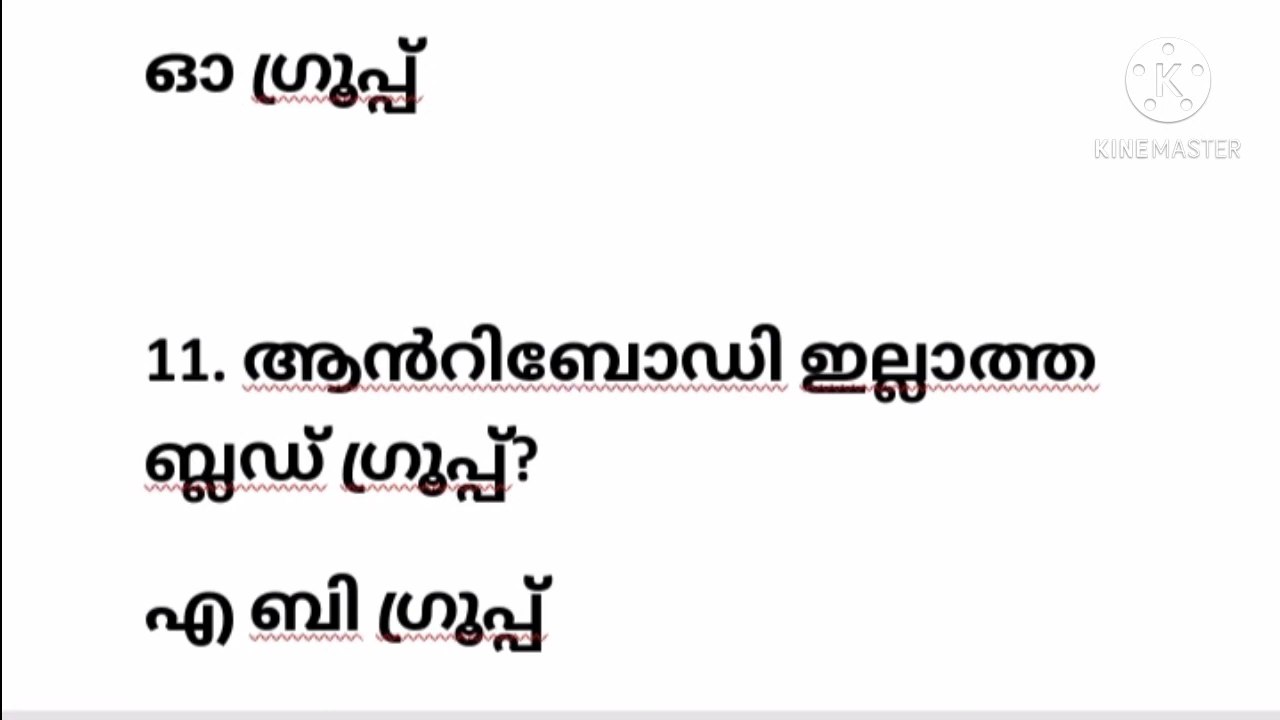 ഓ ഗ്രൂപ്പ്
K
KINEMASTER
11. ആൻറിബോഡി ഇല്ലാത്ത
ബ്ലഡ് ഗ്രൂപ്പ്?
എ ബി ഗ്രൂപ്പ്